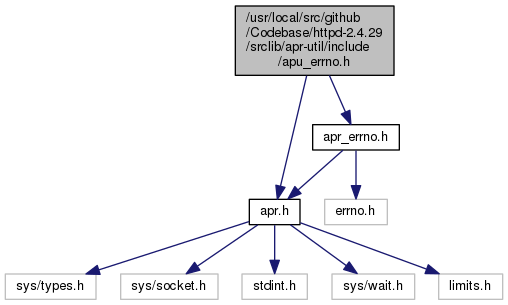 /usr/local/src/github
/Codebase/httpd-2.4.29
/srclib/apr-util/include
/apu_errno.h
apr_errno.h
apr.h
errno.h
sys/types.h
sys/socket.h
stdint.h
sys/wait.h
limits.h